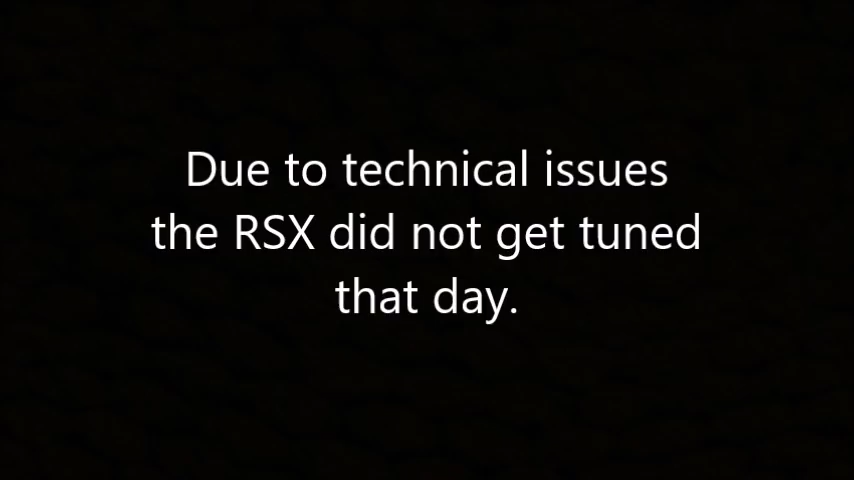 Due to technical issues
the RSX did not get tuned
that day.